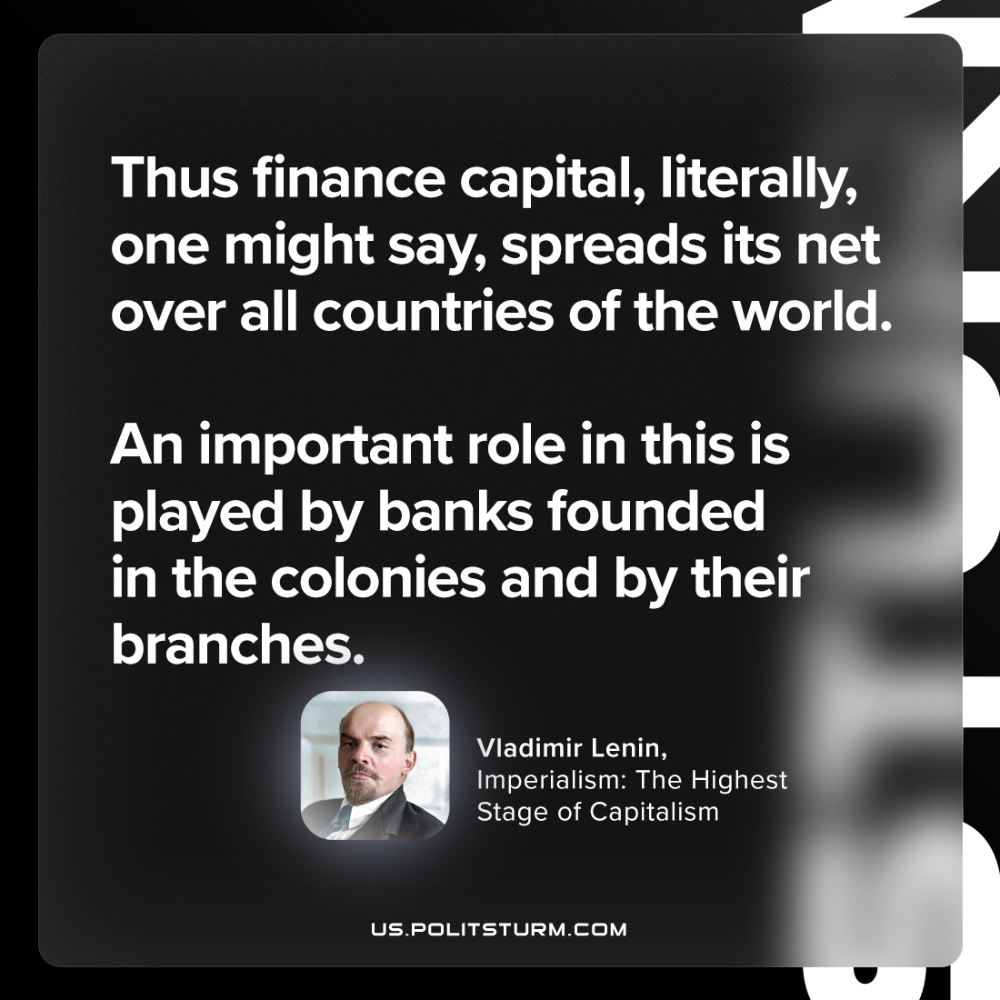 Thus finance capital, literally,
one might say, spreads its net
over all countries of the world.
An important role in this is
played by banks founded
in the colonies and by their
branches.
Vladimir Lenin,
Imperialism: The Highest
Stage of Capitalism
US.POLITSTURM.COM